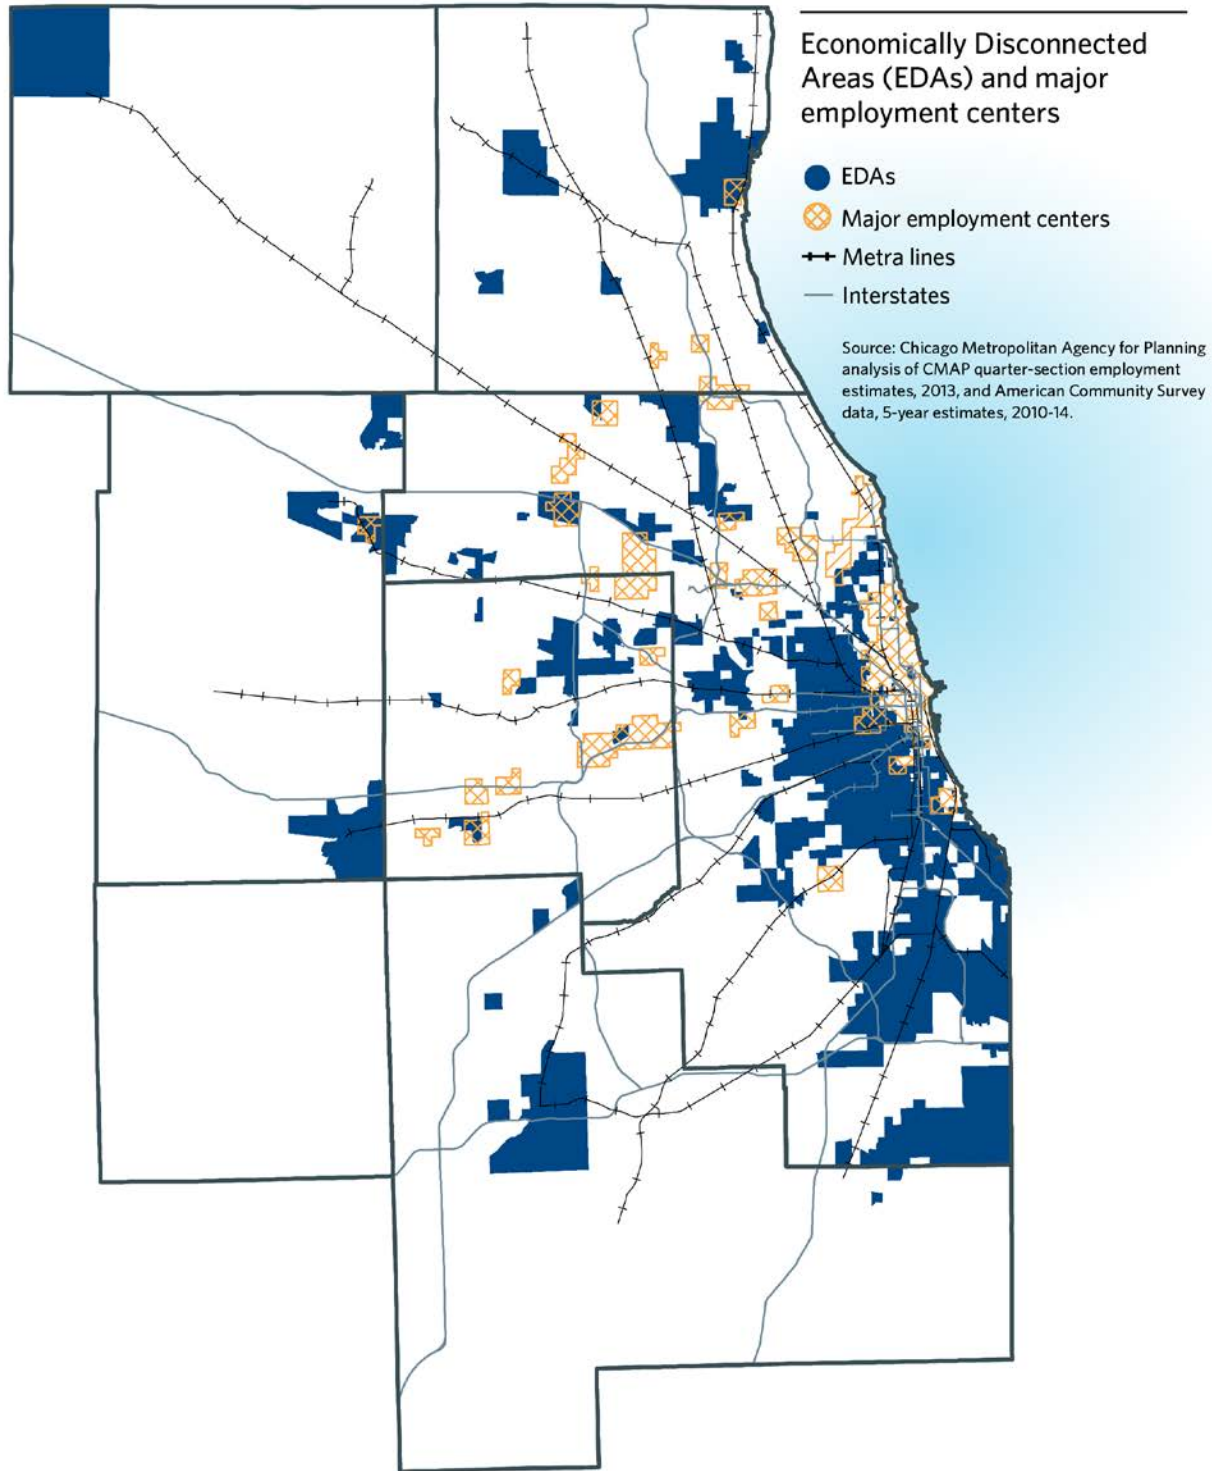 Economically Disconnected
Areas (EDAs) and major
employment centers
EDAs
Major employment centers
Metra lines
Interstates
Source: Chicago Metropolitan Agency for Planning
analysis of CMAP quarter-section employment
estimates, 2013, and American Community Survey
data, 5-year estimates, 2010-14.